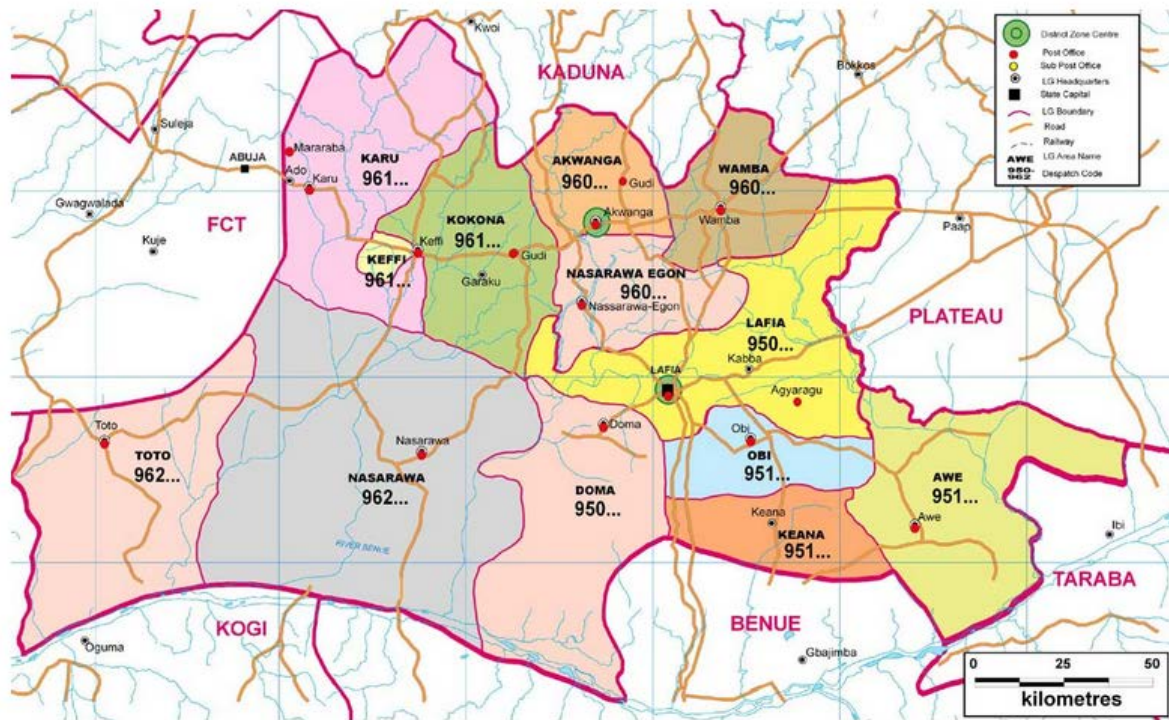 Kwoi
KADUNA
Bokkos
Suleja
ABUJA
Mararaba
Ado
Karu
KARU
961...
AKWANGA
960...
Gudi
Akwanga
WAMBA
960...
Wamba
Gwagwalada
FCT
Kuje
KOKONA
961...
Keffi
KEFFI
961...
Gudi
Garaku
NASARAWA EGON
960...
Nassarawa-Egon
Paap
PLATEAU
LAFIA
950...
Kabba
LAFIA
Agyaragu
Toto
TOTO
962...
Nasarawa
NASARAWA
962...
RIVER BENUE
Doma
DOMA
950...
Obi
OBI
951...
Keana
KEANA
951...
AWE
951...
Awe
Ibi
TARABA
KOGI
Oguma
BENUE
Gbajimba
District Zone Centre
Post Office
Sub Post Office
LG Headquarters
State Capital
LG Boundary
Road
Railway
AWE LG Area Name
950-
962 Despatch Code
0 25 50
kilometres